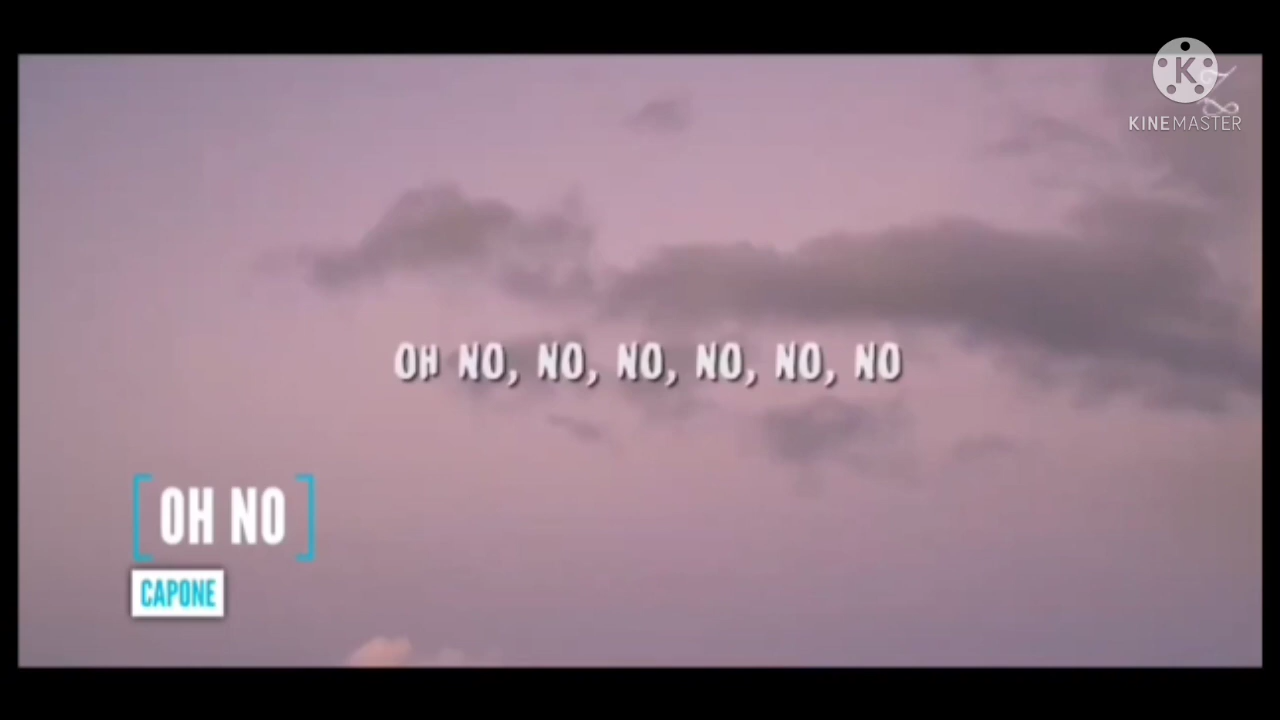 K
KINEMASTER
OH NO, NO, NO, NO, NO, NO
[OH NO]
CAPONE